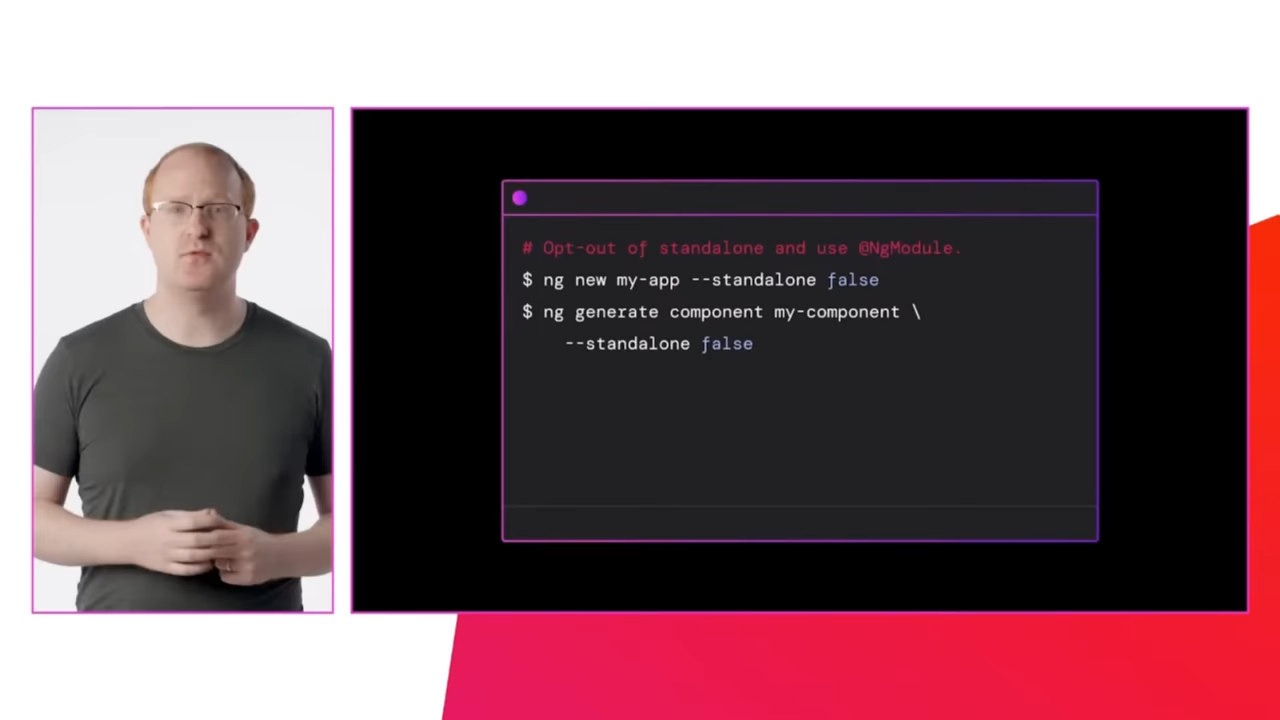 # Opt-out of standalone and use @NgModule.
$ ng new my-app --standalone false
$ ng generate component my-component \
--standalone false